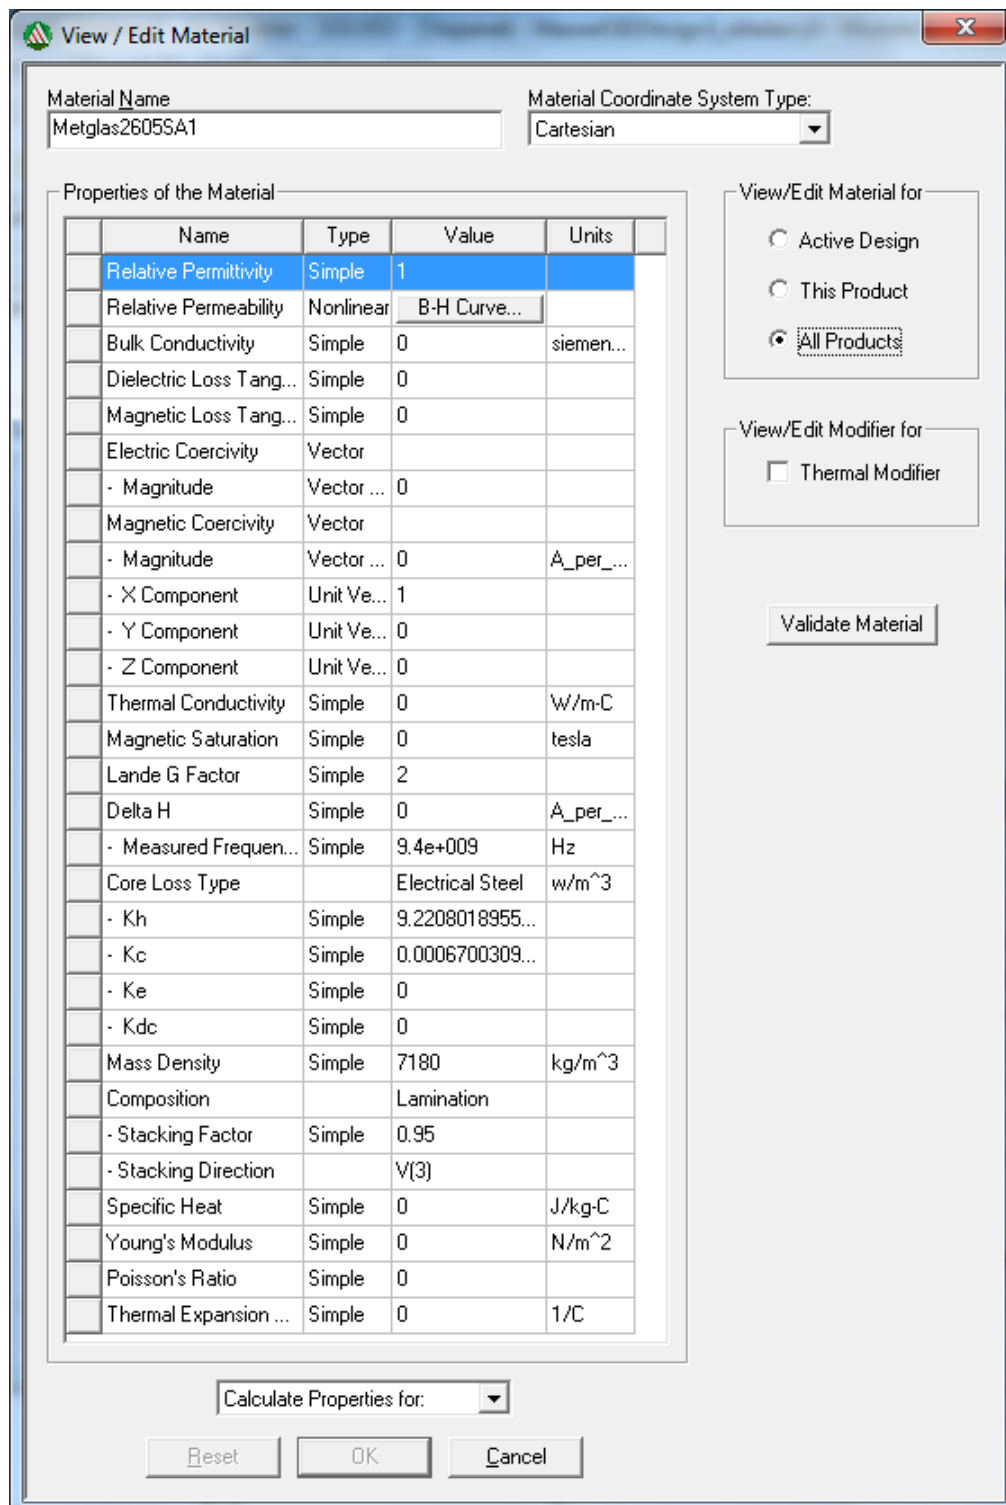 View / Edit Material
Material Name
Material Coordinate System Type:
Metglas2605SA1
Cartesian
Properties of the Material
View/Edit Material for
Name Type Value Units
Relative Permittivity Simple 1
Relative Permeability Nonlinear B-H Curve...
Bulk Conductivity Simple 0 siemen...
Dielectric Loss Tang... Simple 0
Magnetic Loss Tang... Simple 0
Electric Coercivity Vector
- Magnitude Vector ... 0
Magnetic Coercivity Vector
- Magnitude Vector ... 0 A_per_...
- X Component Unit Ve... 1
- Y Component Unit Ve... 0
- Z Component Unit Ve... 0
Thermal Conductivity Simple 0 W/m-C
Magnetic Saturation Simple 0 tesla
Lande G Factor Simple 2
Delta H Simple 0 A_per_...
- Measured Frequen... Simple 9.4e+009 Hz
Core Loss Type Electrical Steel w/m^3
- Kh Simple 9.2208018955...
- Kc Simple 0.0006700309...
- Ke Simple 0
- Kdc Simple 0
Mass Density Simple 7180 kg/m^3
Composition Lamination
- Stacking Factor Simple 0.95
- Stacking Direction V(3)
Specific Heat Simple 0 J/kg-C
Young's Modulus Simple 0 N/m^2
Poisson's Ratio Simple 0
Thermal Expansion ... Simple 0 1/C
Active Design
This Product
All Products
View/Edit Modifier for
Thermal Modifier
Validate Material
Calculate Properties for:
Reset OK Cancel